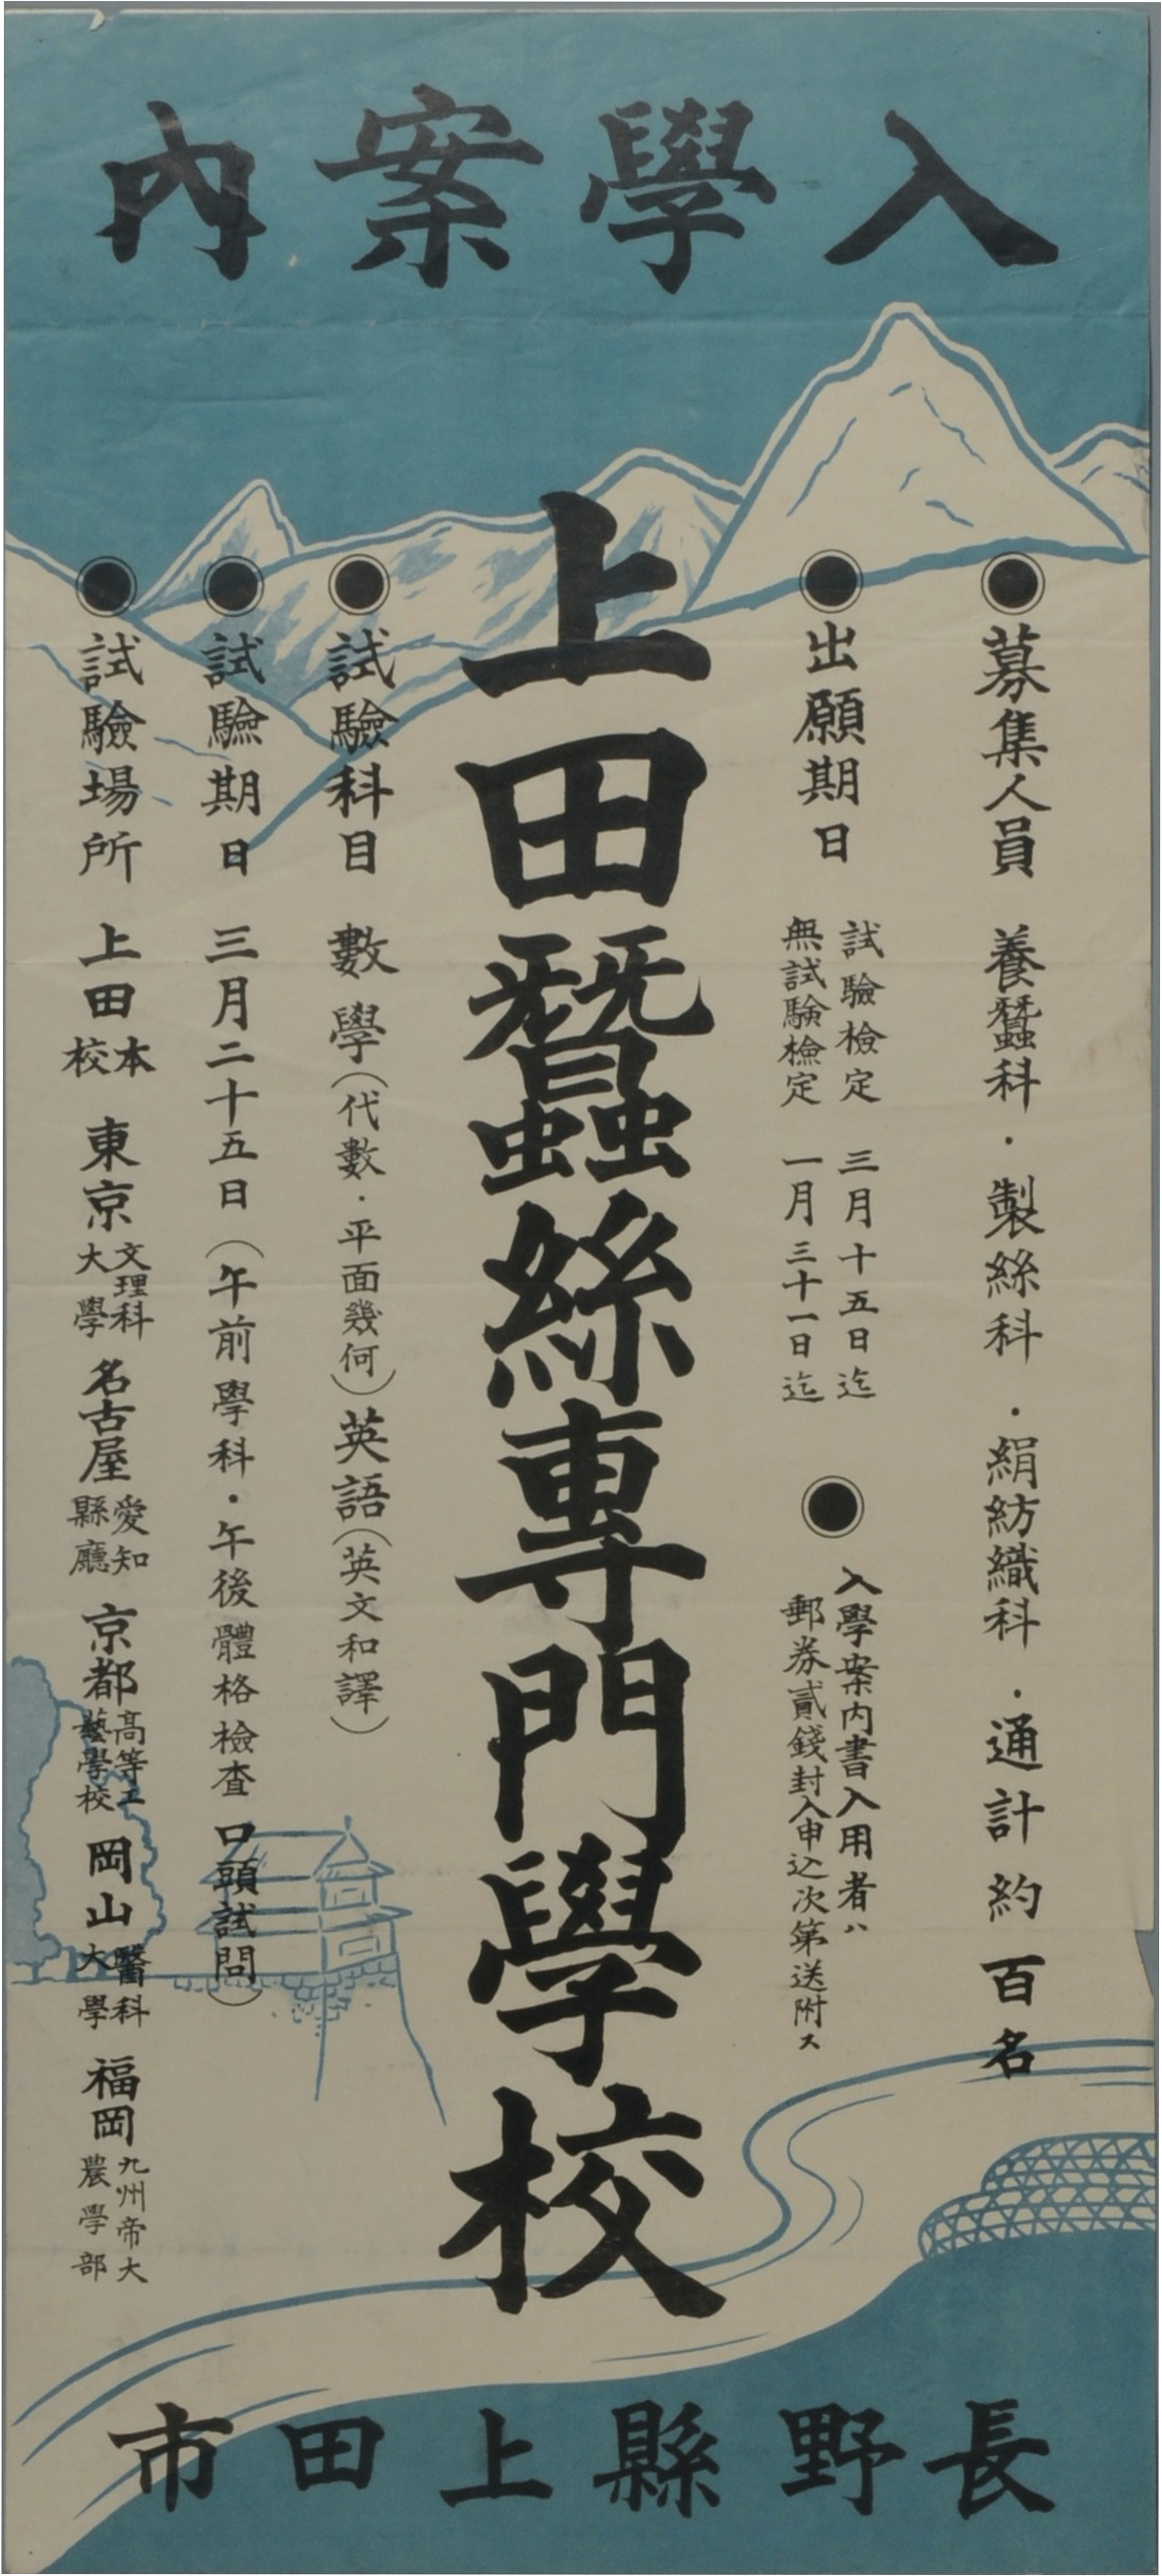 入學案內
◉募集人員 養蠶科・製絲科・絹紡織科・通計約百名
◉出願期日
試驗檢定 三月十五日迄
無試驗檢定 一月三十一日迄
◉入學案内書入用者ハ
郵券貳錢封入申込次第送附ス
上田蠶絲專門學校
◉試驗科目 數學(代數・平面幾何)英語(英文和譯)
◉試驗期日 三月二十五日(午前學科・午後體格檢査口頭試問)
◉試驗場所 上田本校 東京文理科大學 名古屋愛知縣廳 京都高等工藝學校 岡山醫科大學 福岡九州帝大農學部
長野縣上田市